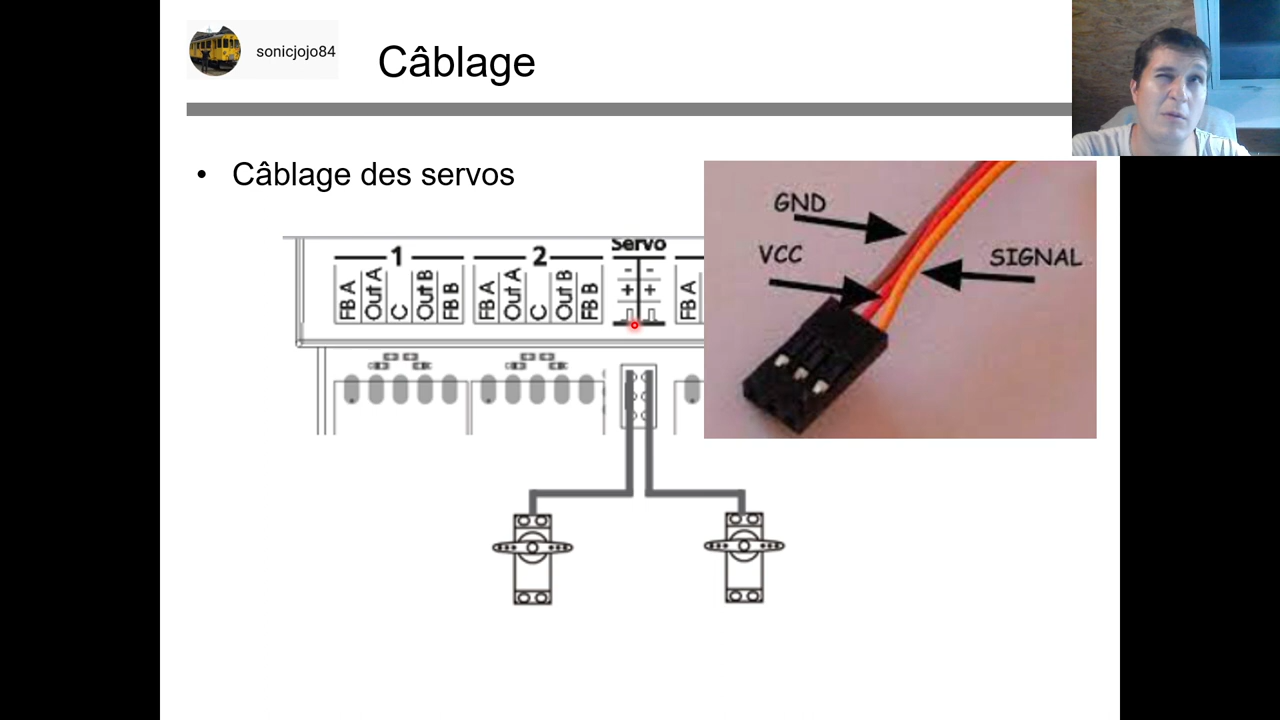 sonicjojo84
Câblage
• Câblage des servos
1
2
Servo
FB A
Out A
C
Out B
FB B
FB A
Out A
C
Out B
FB B
- -
+ +
FB A
GND
VCC
SIGNAL